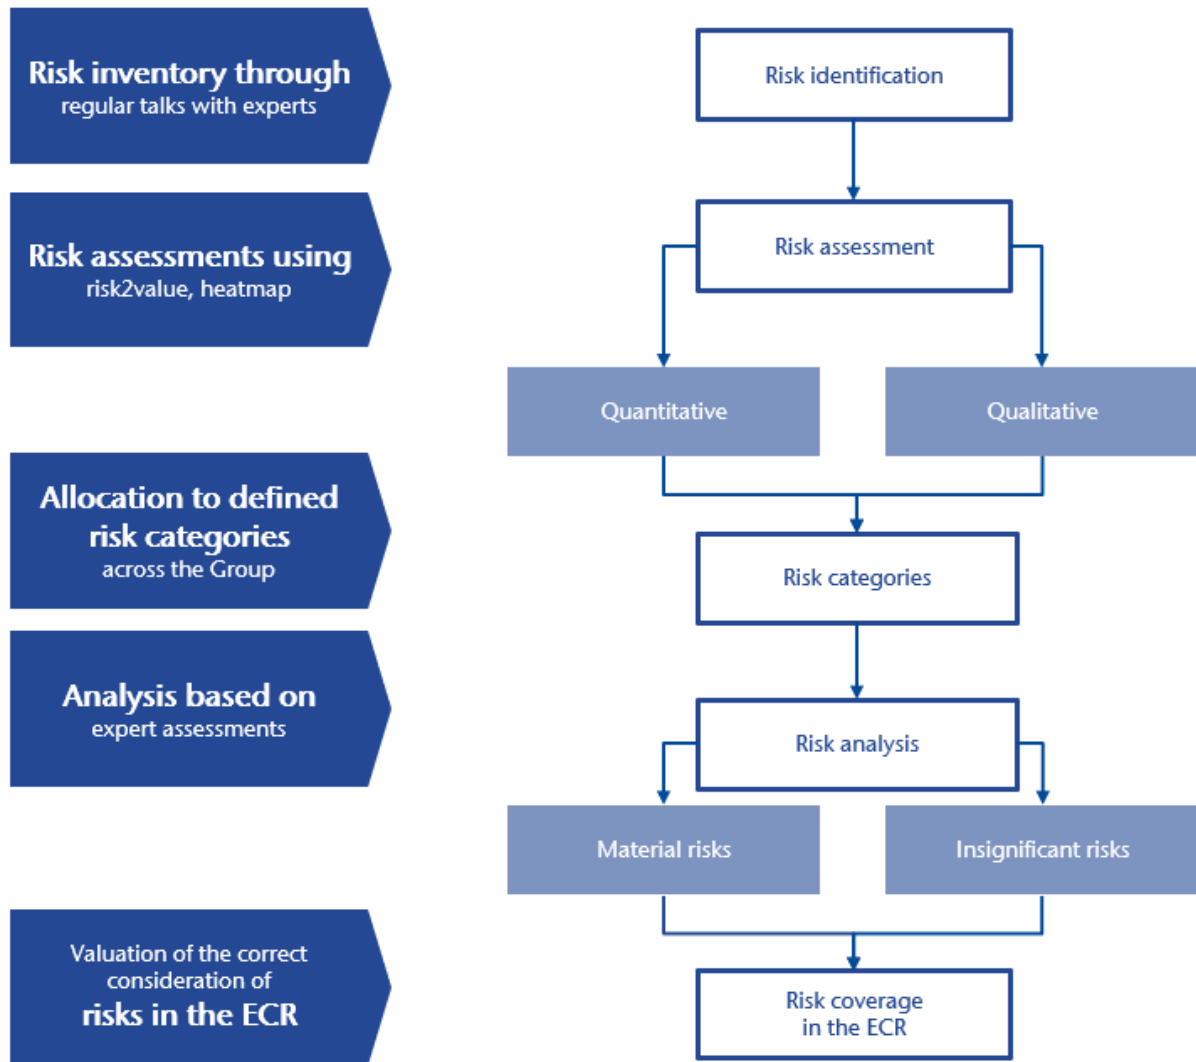 Risk inventory through
regular talks with experts
Risk identification
Risk assessments using
risk2value, heatmap
Risk assessment
Quantitative
Qualitative
Allocation to defined
risk categories
across the Group
Risk categories
Analysis based on
expert assessments
Risk analysis
Material risks
Insignificant risks
Valuation of the correct
consideration of
risks in the ECR
Risk coverage
in the ECR